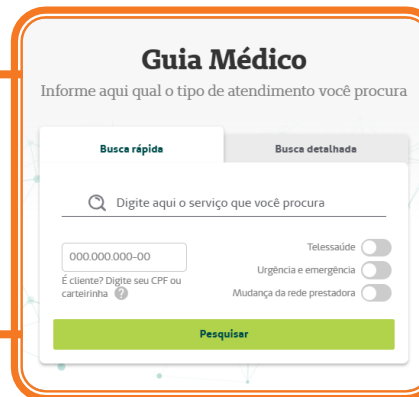 Guia Médico
Informe aqui qual o tipo de atendimento você procura
Busca rápida
Busca detalhada
Digite aqui o serviço que você procura
000.000.000-00
É cliente? Digite seu CPF ou
carteirinha ?
Telessaúde
Urgência e emergência
Mudança da rede prestadora
Pesquisar